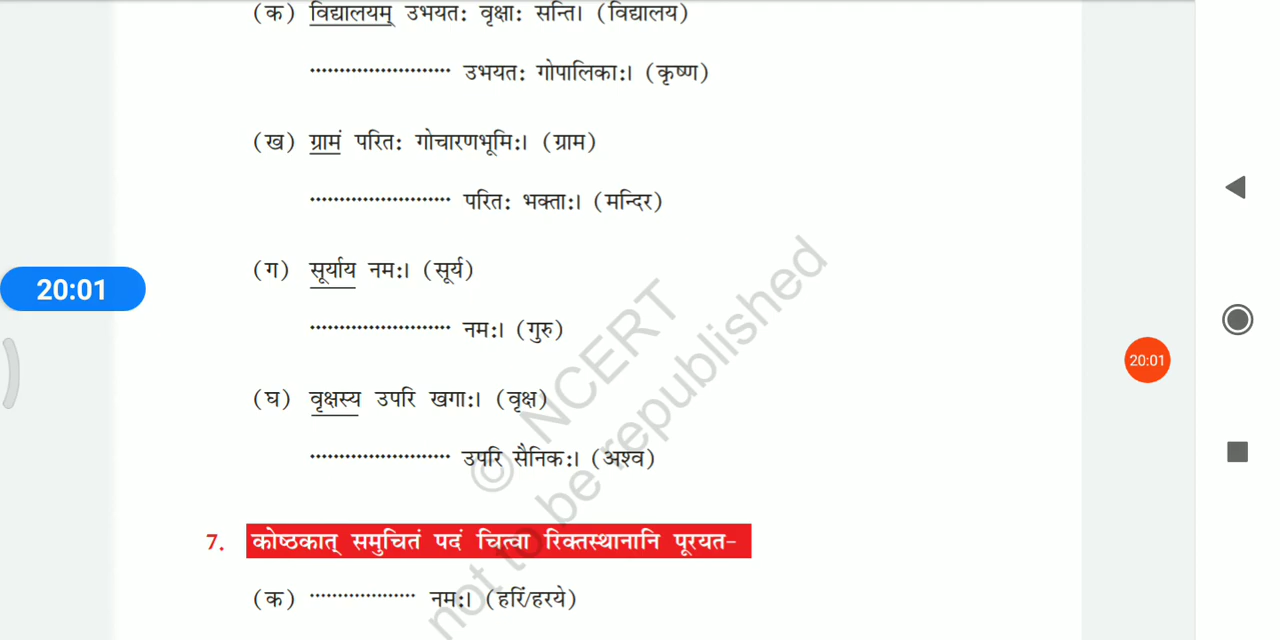 (क) विद्यालयम् उभयत: वृक्षा: सन्ति। (विद्यालय)
························ उभयत: गोपालिका:। (कृष्ण)
(ख) ग्रामं परित: गोचारणभूमि:। (ग्राम)
························ परित: भक्ता:। (मन्दिर)
(ग) सूर्याय नम:। (सूर्य)
20:01
························ नम:। (गुरु)
20:01
(घ) वृक्षस्य उपरि खगा:। (वृक्ष)
························ उपरि सैनिक:। (अश्व)
© NCERT
not to be republished
7. कोष्ठकात् समुचितं पदं चित्वा रिक्तस्थानानि पूरयत-
(क) ·················· नम:। (हरिं/हरये)